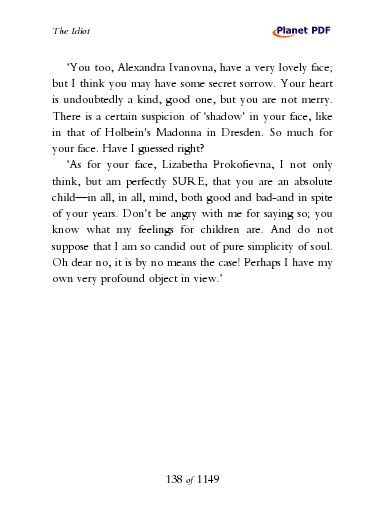 The Idiot
Planet PDF
‘You too, Alexandra Ivanovna, have a very lovely face;
but I think you may have some secret sorrow. Your heart
is undoubtedly a kind, good one, but you are not merry.
There is a certain suspicion of ‘shadow’ in your face, like
in that of Holbein’s Madonna in Dresden. So much for
your face. Have I guessed right?
‘As for your face, Lizabetha Prokofievna, I not only
think, but am perfectly SURE, that you are an absolute
child—in all, in all, mind, both good and bad-and in spite
of your years. Don’t be angry with me for saying so; you
know what my feelings for children are. And do not
suppose that I am so candid out of pure simplicity of soul.
Oh dear no, it is by no means the case! Perhaps I have my
own very profound object in view.’
138 of 1149